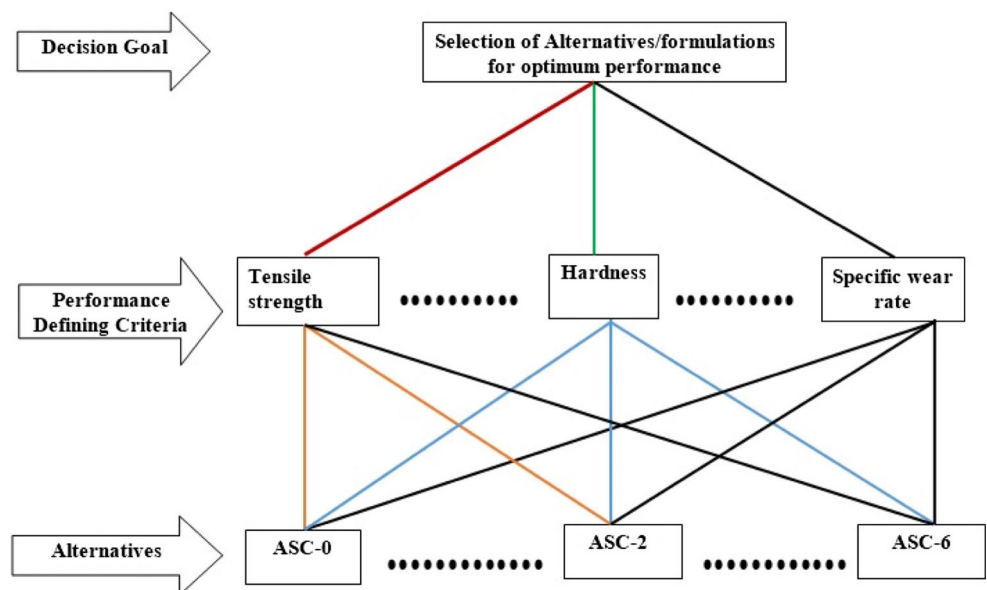 Decision Goal
Selection of Alternatives/formulations
for optimum performance
Performance
Defining Criteria
Tensile
strength
Hardness
Specific wear
rate
Alternatives
ASC-0
ASC-2
ASC-6